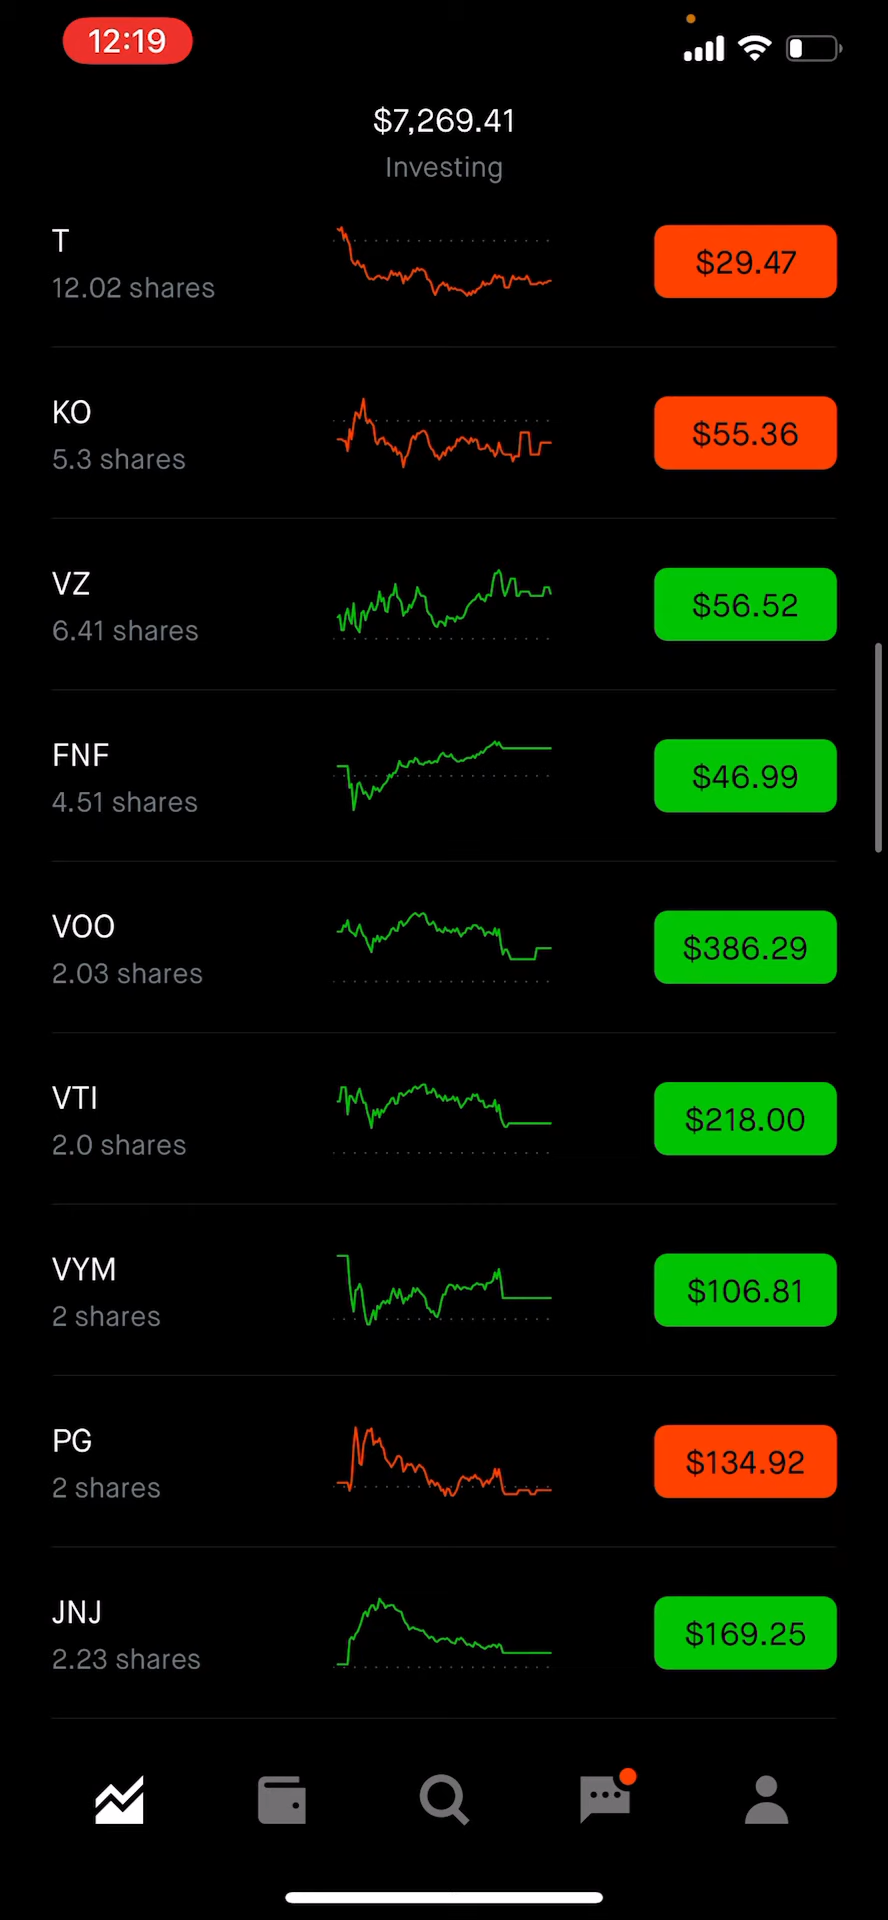 12:19
$7,269.41
Investing
T
12.02 shares
$29.47
KO
5.3 shares
$55.36
VZ
6.41 shares
$56.52
FNF
4.51 shares
$46.99
VOO
2.03 shares
$386.29
VTI
2.0 shares
$218.00
VYM
2 shares
$106.81
PG
2 shares
$134.92
JNJ
2.23 shares
$169.25